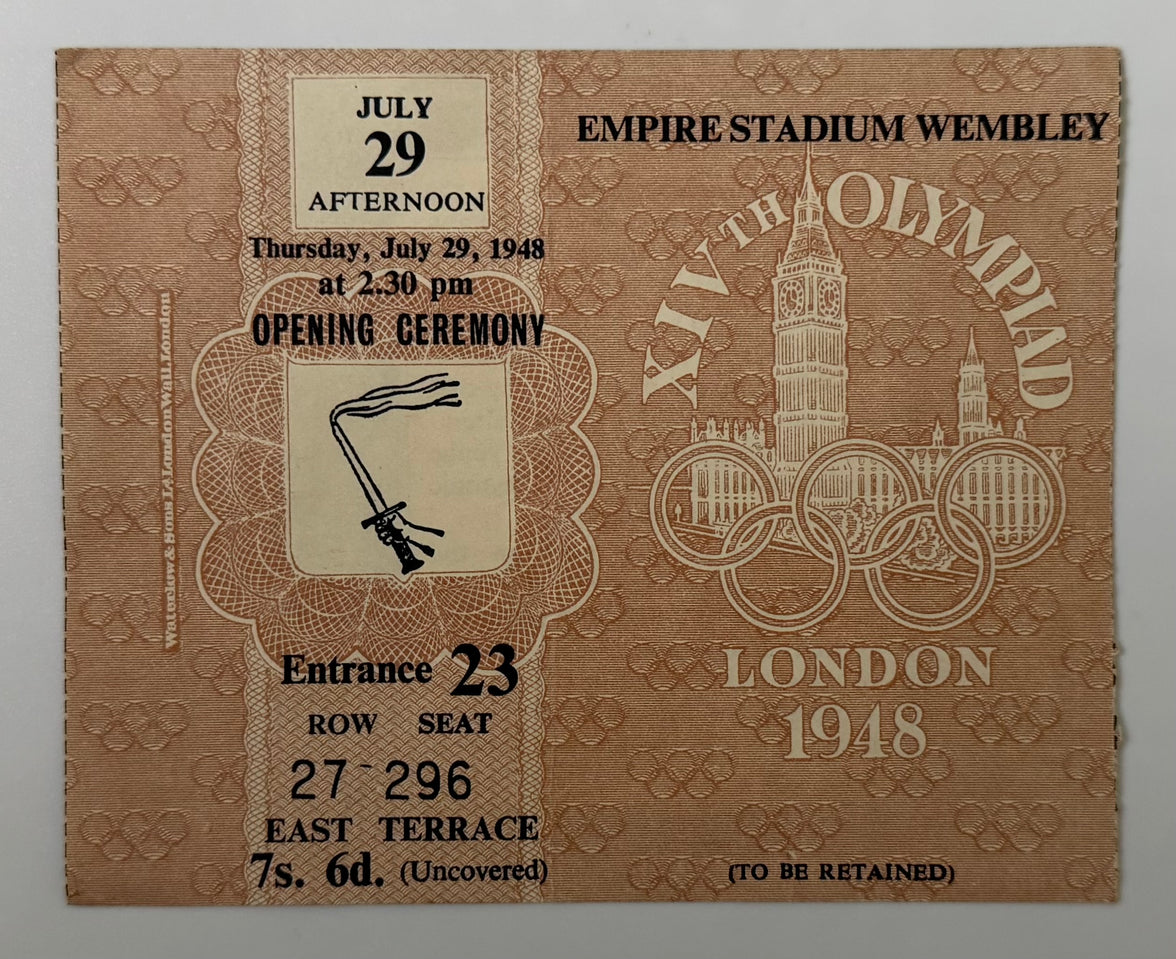 JULY
29
AFTERNOON
Thursday, July 29, 1948
at 2.30 pm
OPENING CEREMONY
Entrance 23
ROW SEAT
27-296
EAST TERRACE
7s. 6d. (Uncovered)
Waterlow & Sons Ld London Wall, London
EMPIRE STADIUM WEMBLEY
XIVTH OLYMPIAD
LONDON
1948
(TO BE RETAINED)